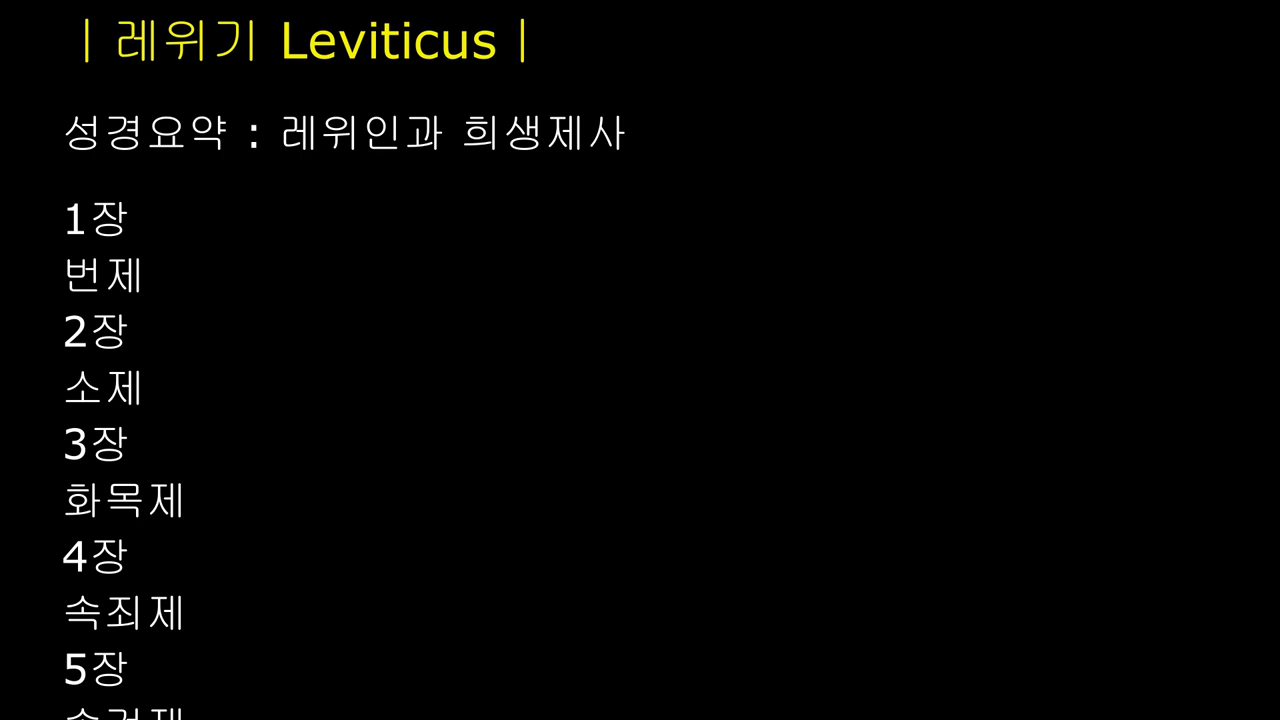 | 레위기 Leviticus |
성경요약 : 레위인과 희생제사
1장
번제
2장
소제
3장
화목제
4장
속죄제
5장